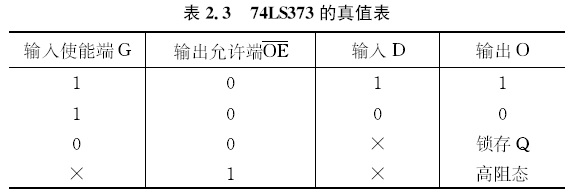 表 2.3 74LS373 的真值表
输入使能端 G 输出允许端 O̅E̅ 输入 D 输出 O
1 0 1 1
1 0 0 0
0 0 × 锁存 Q
× 1 × 高阻态